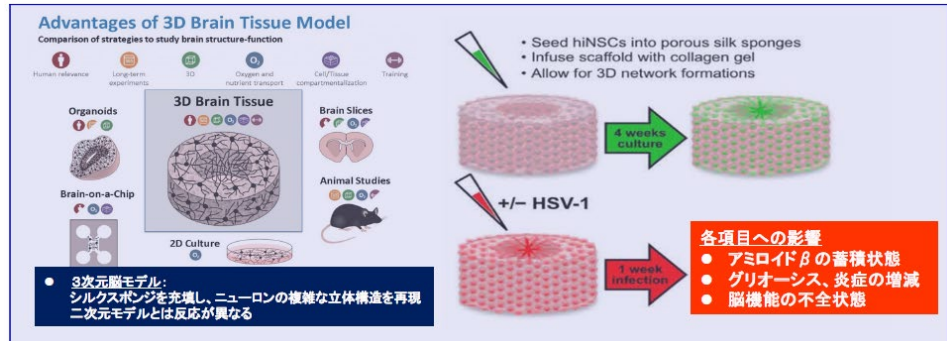 Advantages of 3D Brain Tissue Model
Comparison of strategies to study brain structure-function
Human relevance
Long-term
experiments
3D
Oxygen and
nutrient transport
Cell/Tissue
compartmentalization
Training
Organoids
3D Brain Tissue
Brain Slices
Brain-on-a-Chip
Animal Studies
2D Culture
O₂
● 3次元脳モデル:
シルクスポンジを充填し、ニューロンの複雑な立体構造を再現
二次元モデルとは反応が異なる
• Seed hiNSCs into porous silk sponges
• Infuse scaffold with collagen gel
• Allow for 3D network formations
4 weeks
culture
+/− HSV-1
1 week
infection
各項目への影響
● アミロイドβの蓄積状態
● グリオーシス、炎症の増減
● 脳機能の不全状態